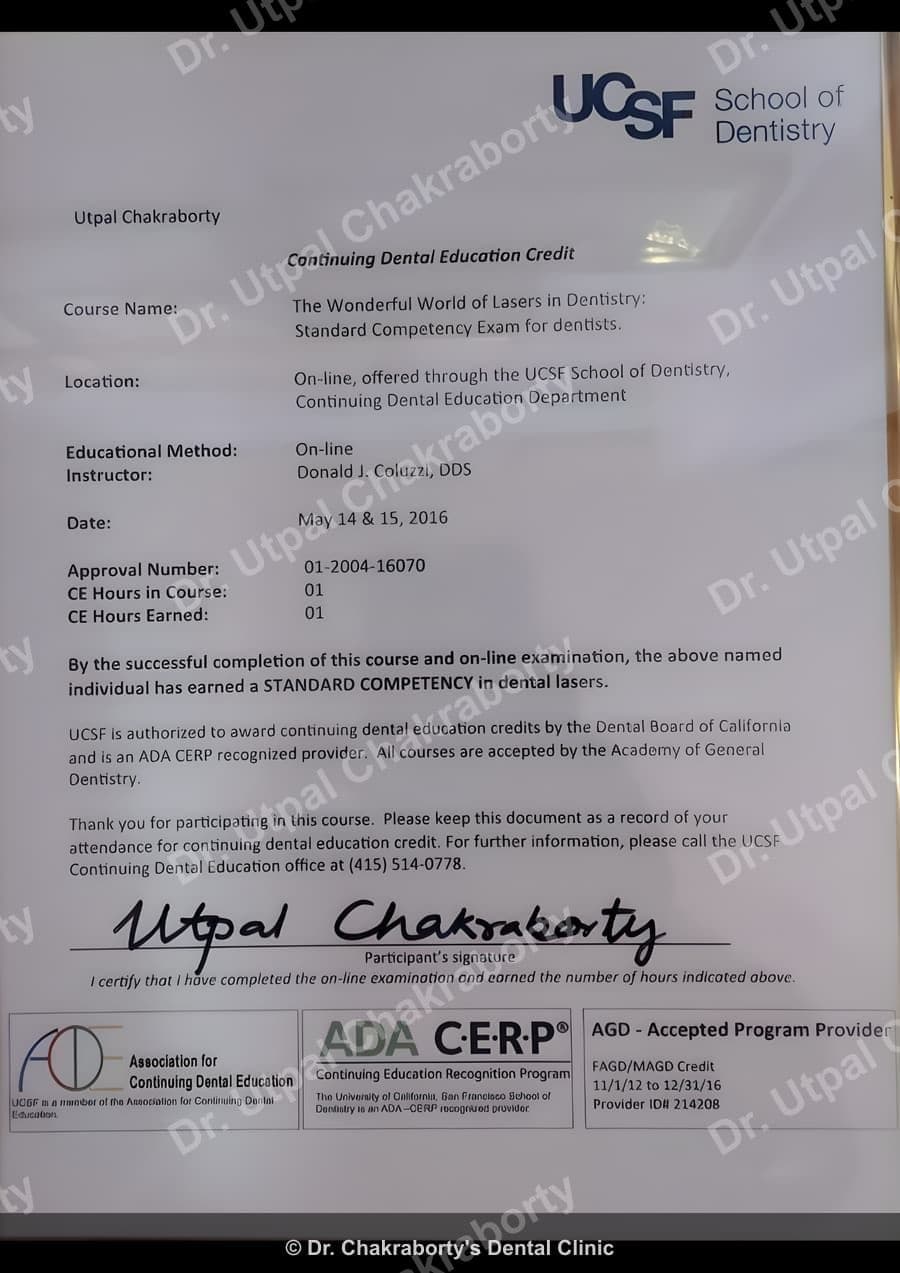 UCSF School of
Dentistry
Utpal Chakraborty
Continuing Dental Education Credit
Course Name: The Wonderful World of Lasers in Dentistry:
Standard Competency Exam for dentists.
Location: On-line, offered through the UCSF School of Dentistry,
Continuing Dental Education Department
Educational Method: On-line
Instructor: Donald J. Coluzzi, DDS
Date: May 14 & 15, 2016
Approval Number: 01-2004-16070
CE Hours in Course: 01
CE Hours Earned: 01
By the successful completion of this course and on-line examination, the above named
individual has earned a STANDARD COMPETENCY in dental lasers.
UCSF is authorized to award continuing dental education credits by the Dental Board of California
and is an ADA CERP recognized provider. All courses are accepted by the Academy of General
Dentistry.
Thank you for participating in this course. Please keep this document as a record of your
attendance for continuing dental education credit. For further information, please call the UCSF
Continuing Dental Education office at (415) 514-0778.
Utpal Chakraborty
Participant's signature
I certify that I have completed the on-line examination and earned the number of hours indicated above.
ACDE
Association for
Continuing Dental Education
UCSF is a member of the Association for Continuing Dental
Education.
ADA C·E·R·P®
Continuing Education Recognition Program
The University of California, San Francisco School of
Dentistry is an ADA-CERP recognized provider.
AGD - Accepted Program Provider
FAGD/MAGD Credit
11/1/12 to 12/31/16
Provider ID# 214208
Dr. Utpal Chakraborty
© Dr. Chakraborty's Dental Clinic